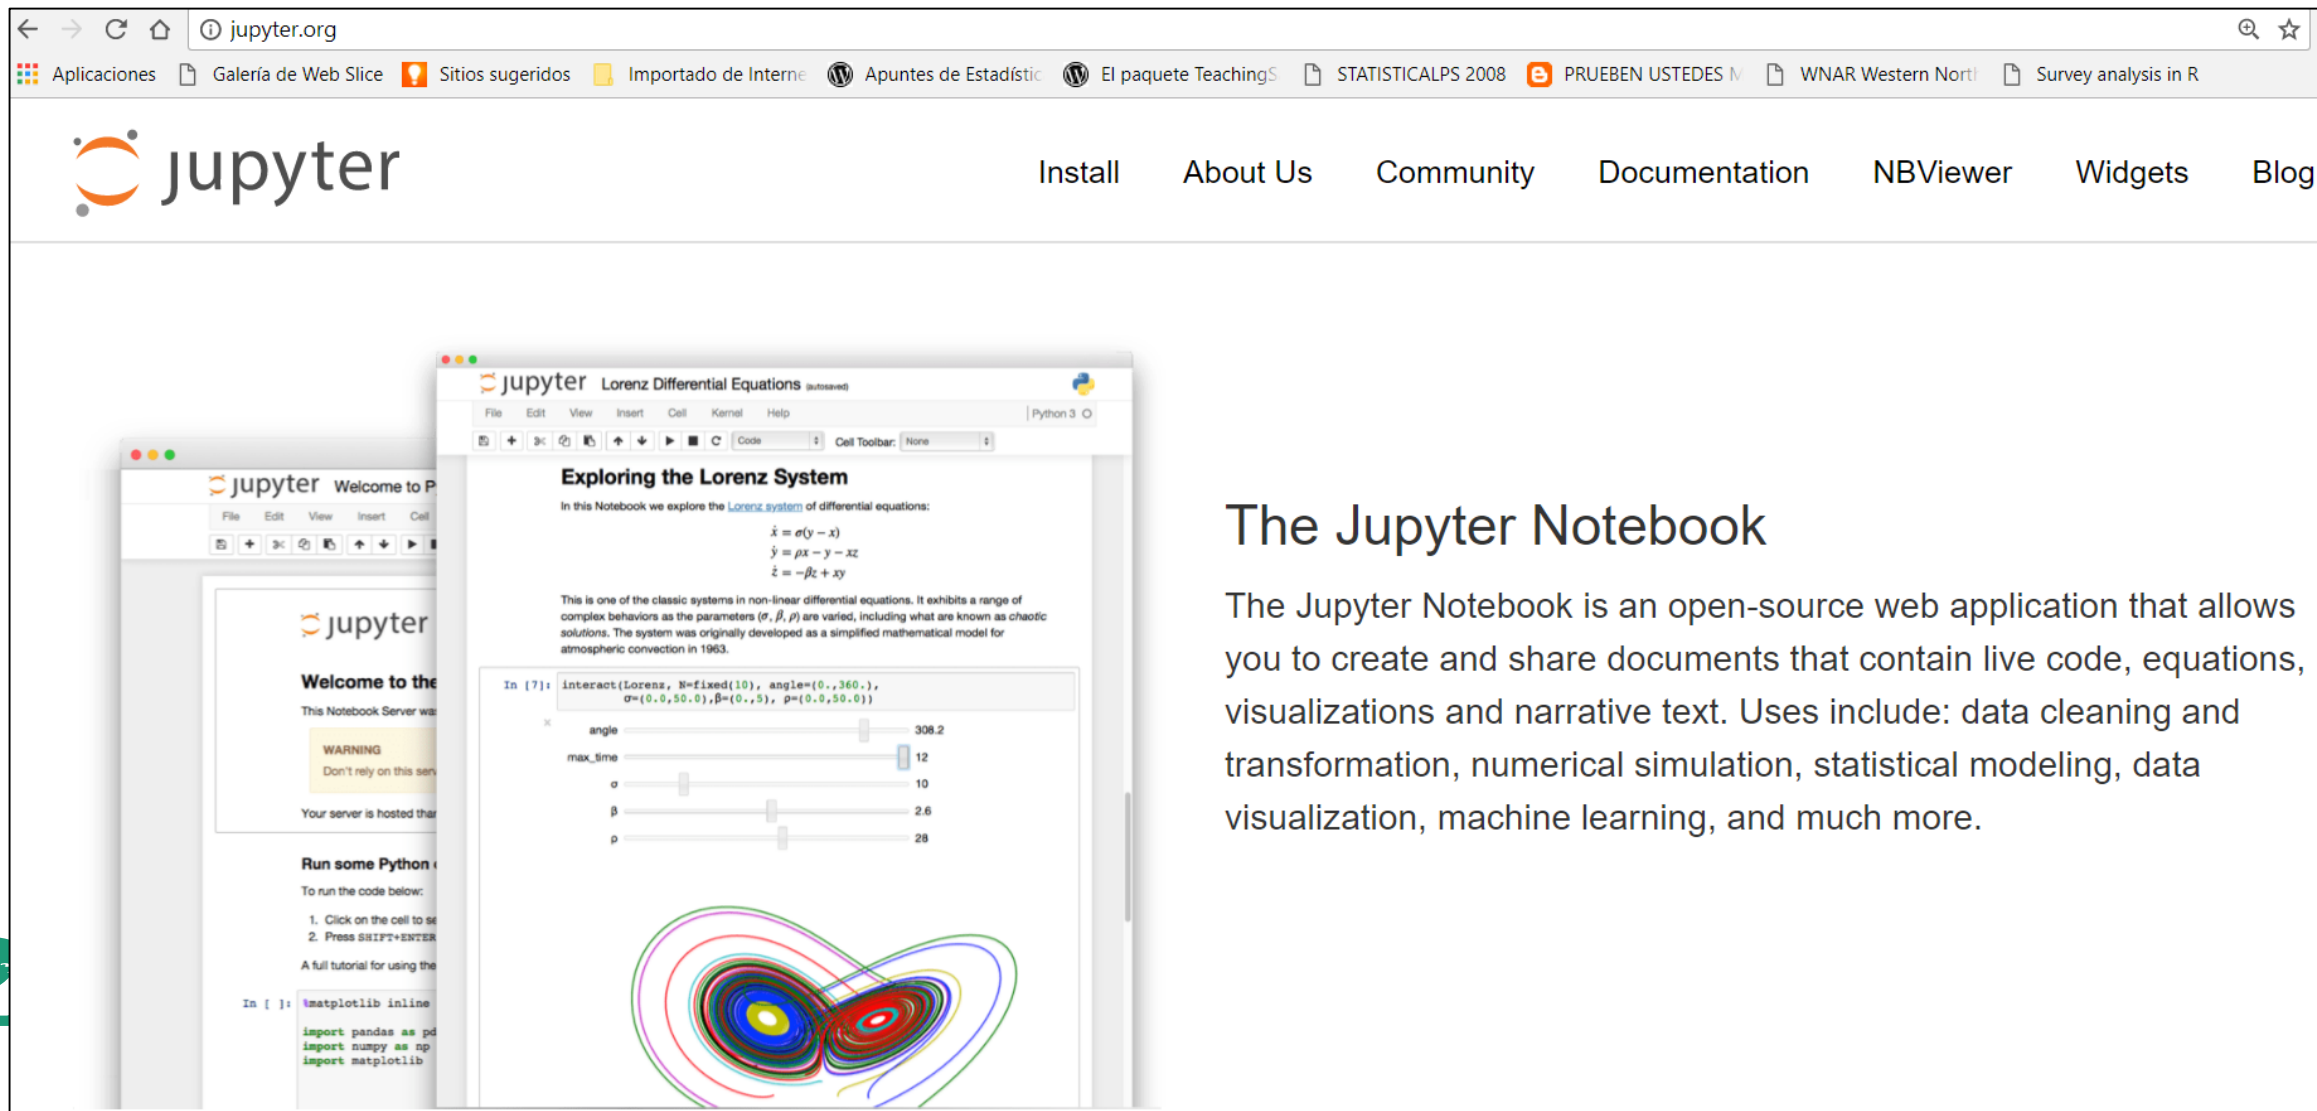 jupyter.org
Aplicaciones Galería de Web Slice Sitios sugeridos Importado de Interne Apuntes de Estadístic El paquete TeachingS STATISTICALPS 2008 PRUEBEN USTEDES M WNAR Western North Survey analysis in R
jupyter Install About Us Community Documentation NBViewer Widgets Blog
jupyter Lorenz Differential Equations (autosaved)
File Edit View Insert Cell Kernel Help Python 3
Code Cell Toolbar: None
Exploring the Lorenz System
In this Notebook we explore the Lorenz system of differential equations:
ẋ = σ(y − x)
ẏ = ρx − y − xz
ż = −βz + xy
This is one of the classic systems in non-linear differential equations. It exhibits a range of
complex behaviors as the parameters (σ, β, ρ) are varied, including what are known as chaotic
solutions. The system was originally developed as a simplified mathematical model for
atmospheric convection in 1963.
In [7]: interact(Lorenz, N=fixed(10), angle=(0.,360.),
σ=(0.0,50.0),β=(0.,5), ρ=(0.0,50.0))
angle 308.2
max_time 12
σ 10
β 2.6
ρ 28
jupyter Welcome to P
File Edit View Insert Cell
jupyter
Welcome to the
This Notebook Server was
WARNING
Don't rely on this serv
Your server is hosted than
Run some Python
To run the code below:
1. Click on the cell to se
2. Press SHIFT+ENTER
A full tutorial for using the
In [ ]: %matplotlib inline
import pandas as pd
import numpy as np
import matplotlib
The Jupyter Notebook
The Jupyter Notebook is an open-source web application that allows
you to create and share documents that contain live code, equations,
visualizations and narrative text. Uses include: data cleaning and
transformation, numerical simulation, statistical modeling, data
visualization, machine learning, and much more.